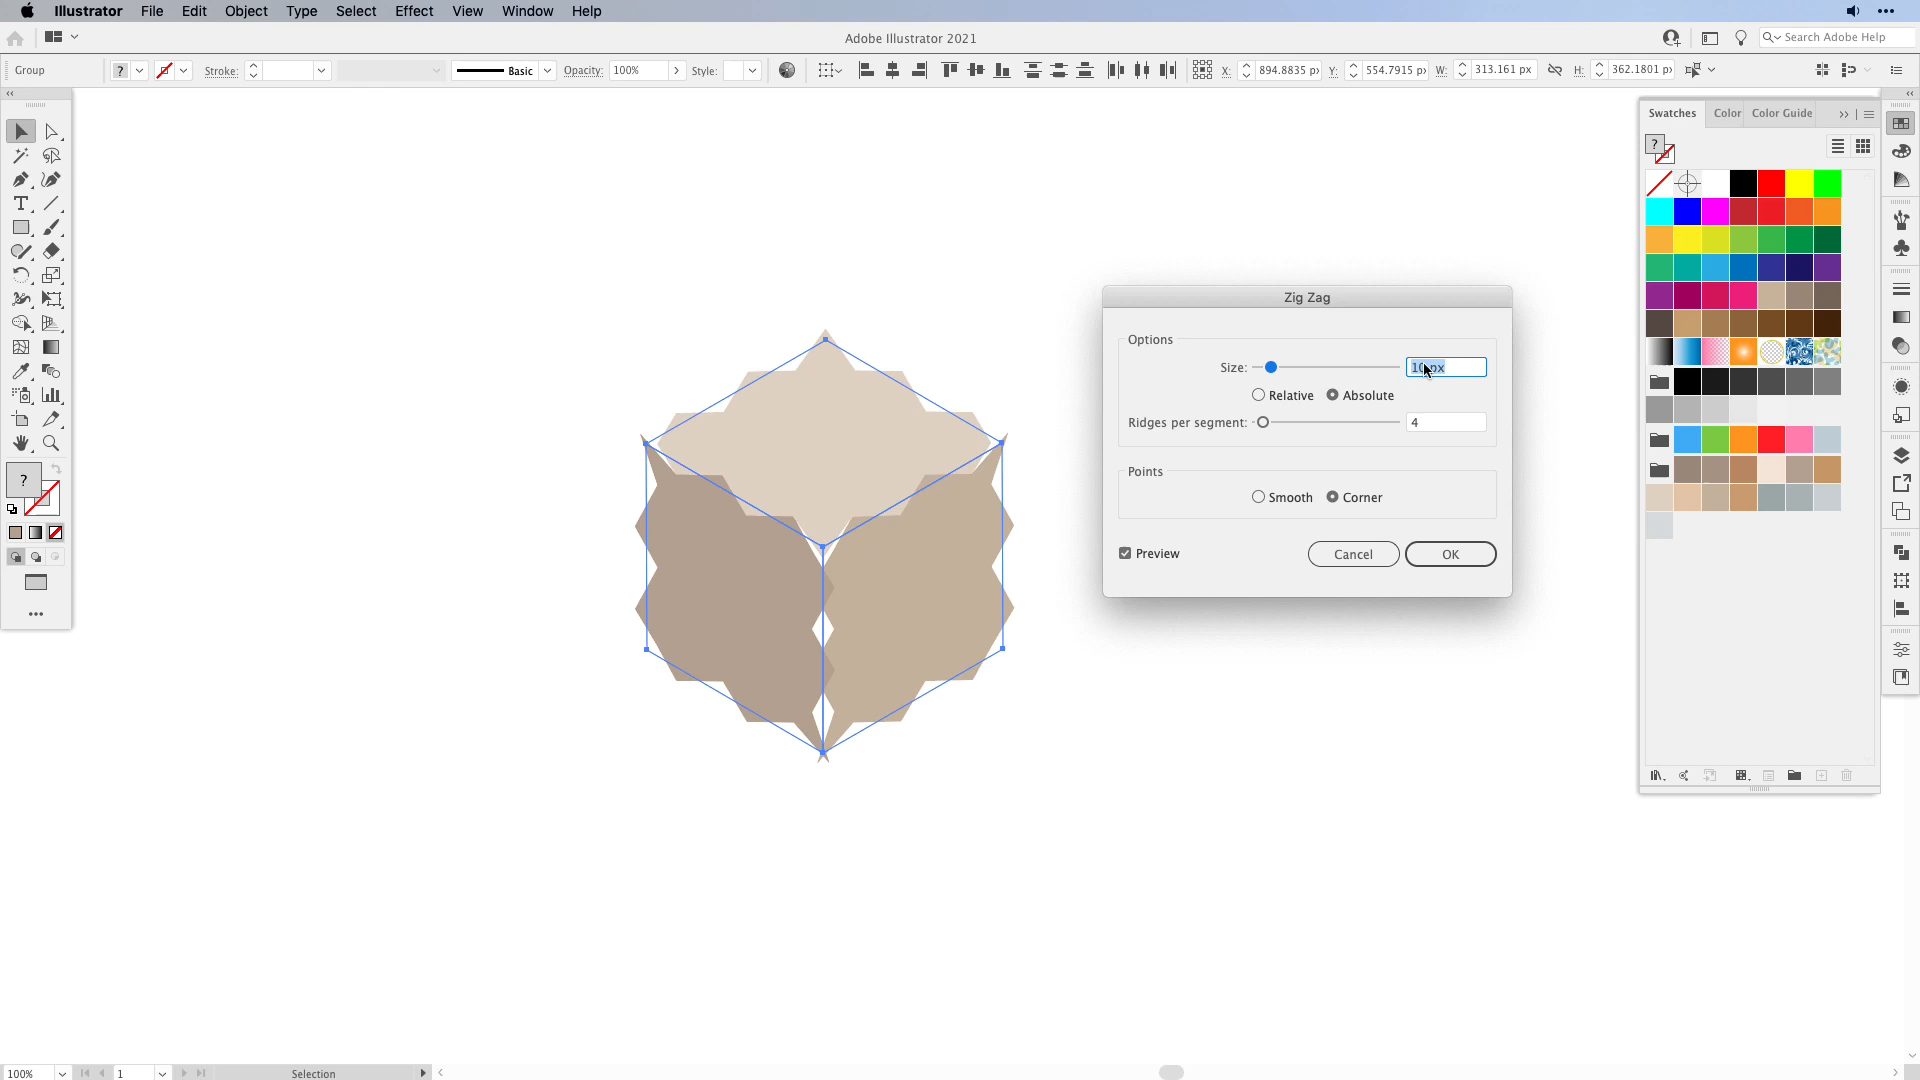 Illustrator File Edit Object Type Select Effect View Window Help
Adobe Illustrator 2021
Search Adobe Help
Group ? Stroke: Basic Opacity: 100% Style: X: 894.8835 px Y: 554.7915 px W: 313.161 px H: 362.1801 px
Swatches Color Color Guide
?
Zig Zag
Options
Size: 10 px
Relative Absolute
Ridges per segment: 4
Points
Smooth Corner
Preview Cancel OK
?
100% 1 Selection